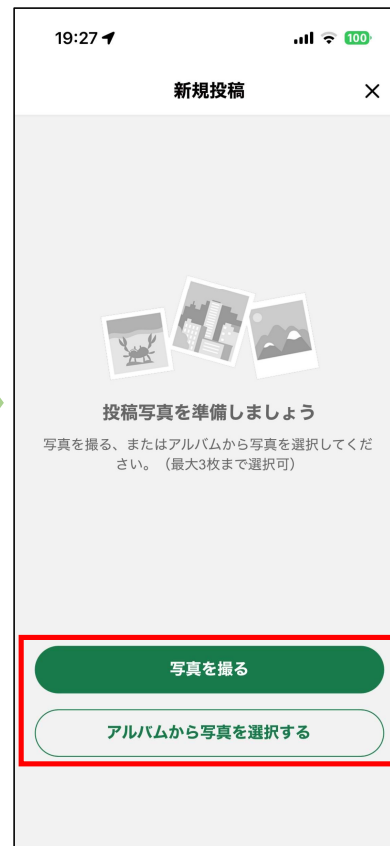 19:27
100
新規投稿
投稿写真を準備しましょう
写真を撮る、またはアルバムから写真を選択してくだ
さい。（最大3枚まで選択可）
写真を撮る
アルバムから写真を選択する